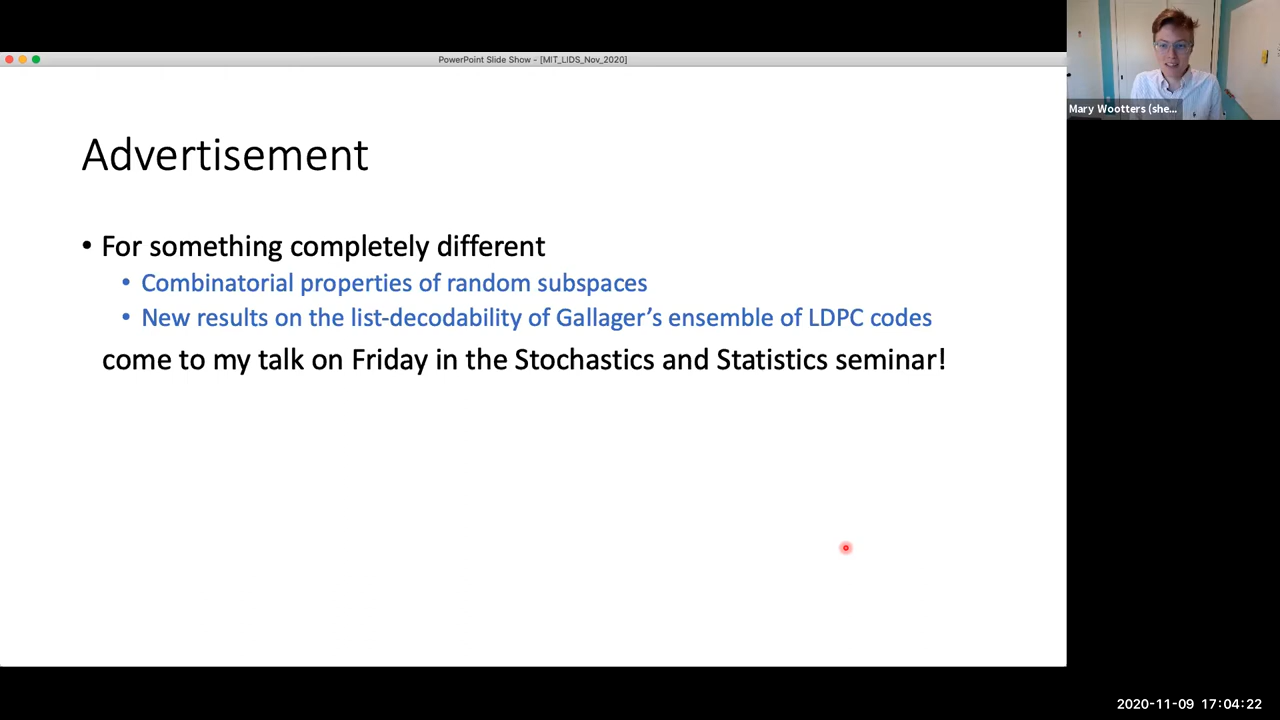 PowerPoint Slide Show - [MIT_LIDS_Nov_2020]
Mary Wootters (she...
Advertisement
• For something completely different
• Combinatorial properties of random subspaces
• New results on the list-decodability of Gallager's ensemble of LDPC codes
come to my talk on Friday in the Stochastics and Statistics seminar!
2020-11-09 17:04:22